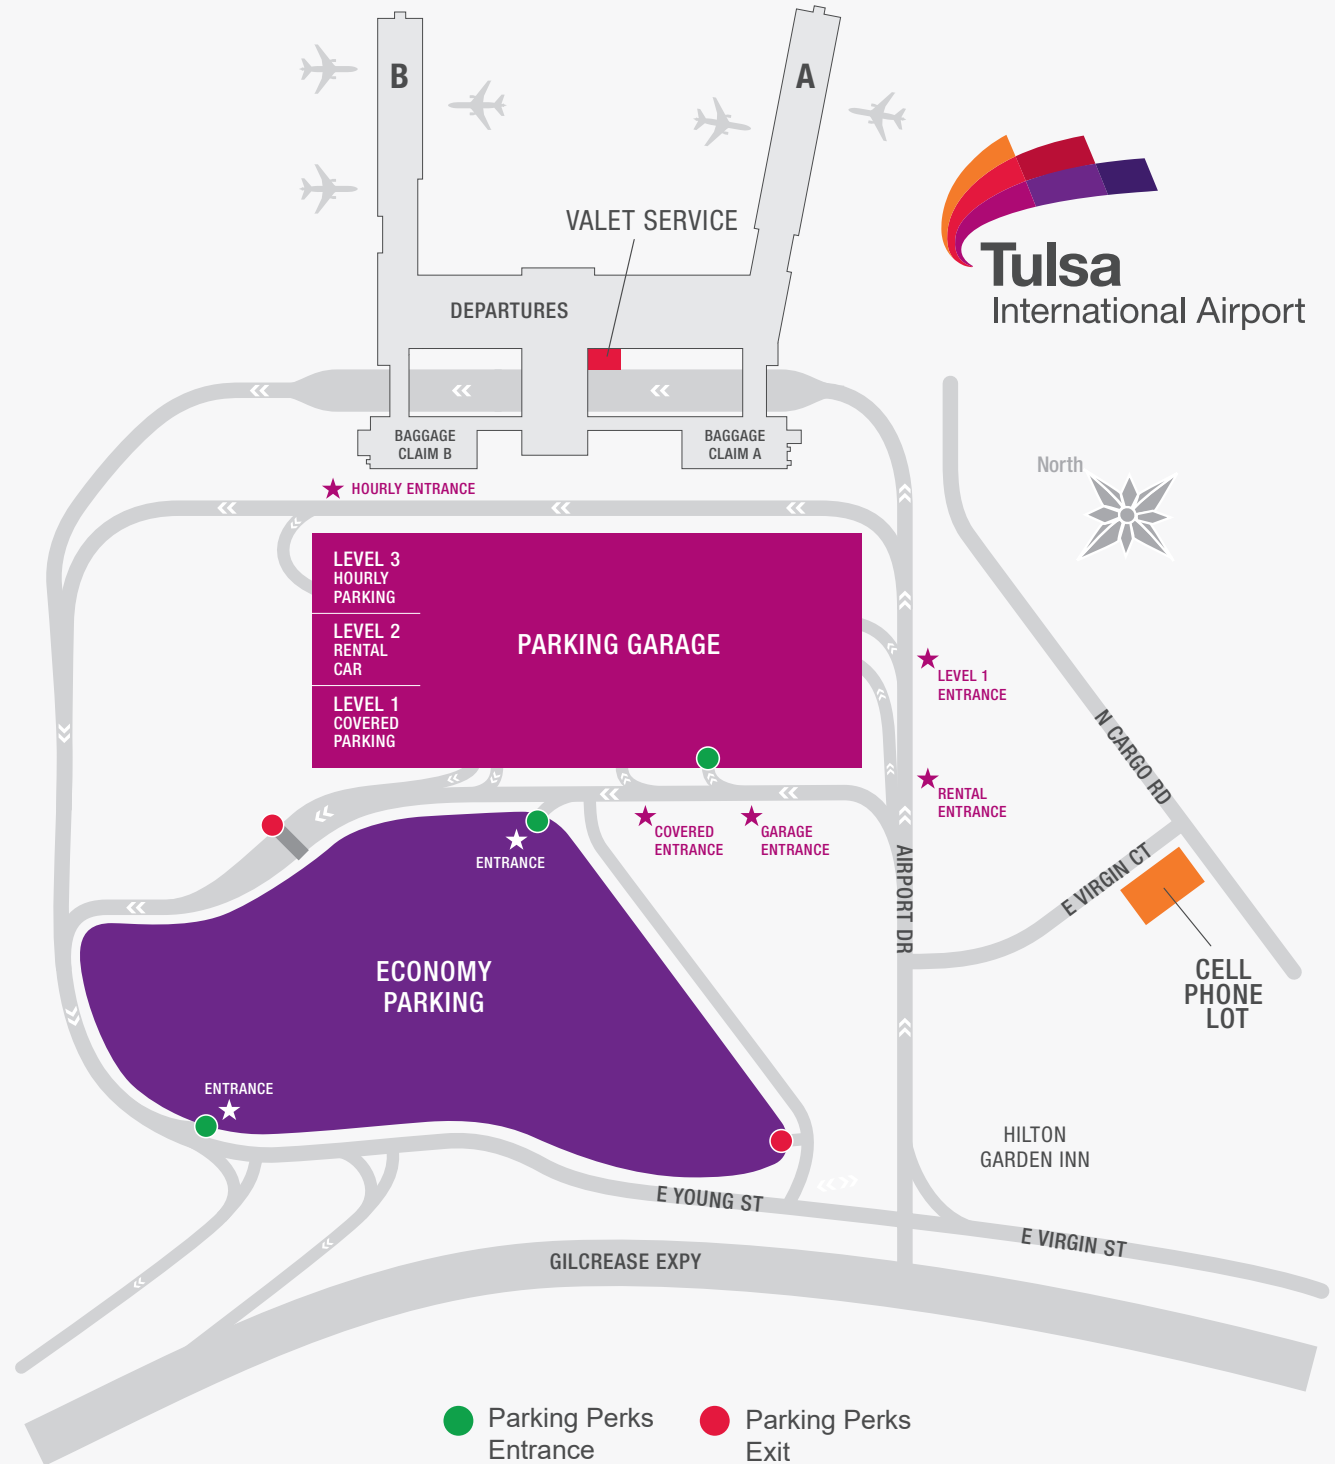 B
A
VALET SERVICE
Tulsa
International Airport
DEPARTURES
BAGGAGE
CLAIM B
BAGGAGE
CLAIM A
North
HOURLY ENTRANCE
LEVEL 3
HOURLY
PARKING
LEVEL 2
RENTAL
CAR
LEVEL 1
COVERED
PARKING
PARKING GARAGE
LEVEL 1
ENTRANCE
RENTAL
ENTRANCE
N CARGO RD
COVERED
ENTRANCE
GARAGE
ENTRANCE
ENTRANCE
AIRPORT DR
E VIRGIN CT
CELL
PHONE
LOT
ECONOMY
PARKING
ENTRANCE
HILTON
GARDEN INN
E YOUNG ST
E VIRGIN ST
GILCREASE EXPY
Parking Perks
Entrance
Parking Perks
Exit